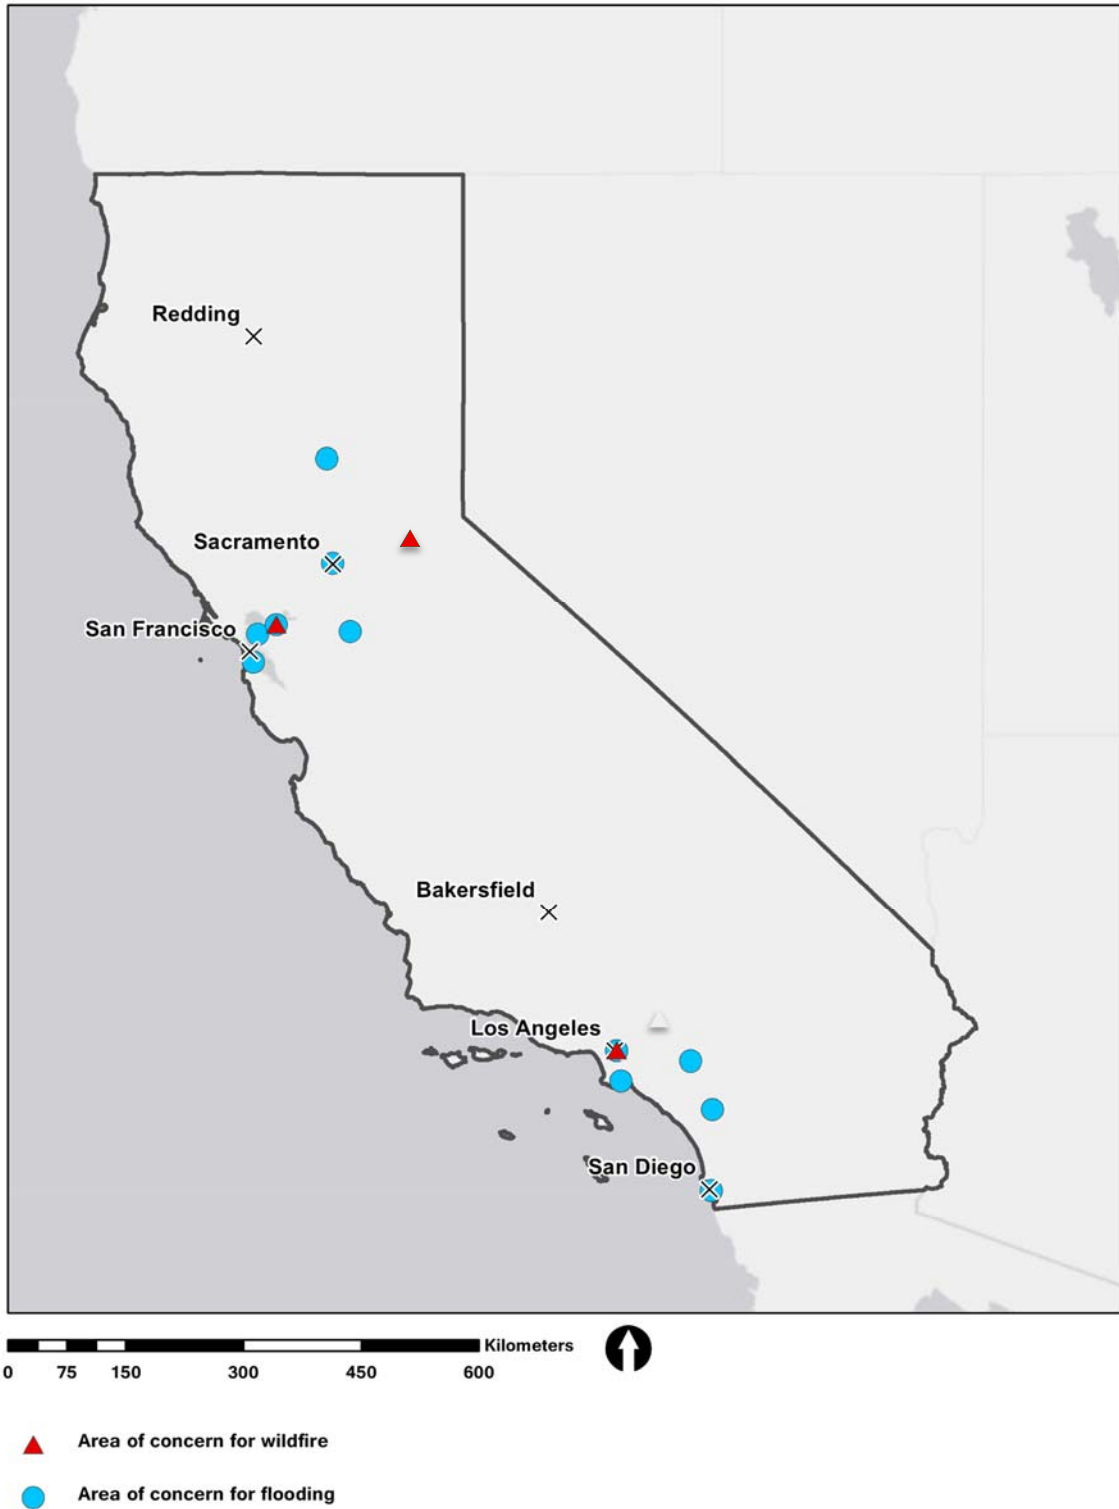 Redding
Sacramento
San Francisco
Bakersfield
Los Angeles
San Diego
Kilometers
0 75 150 300 450 600
Area of concern for wildfire
Area of concern for flooding